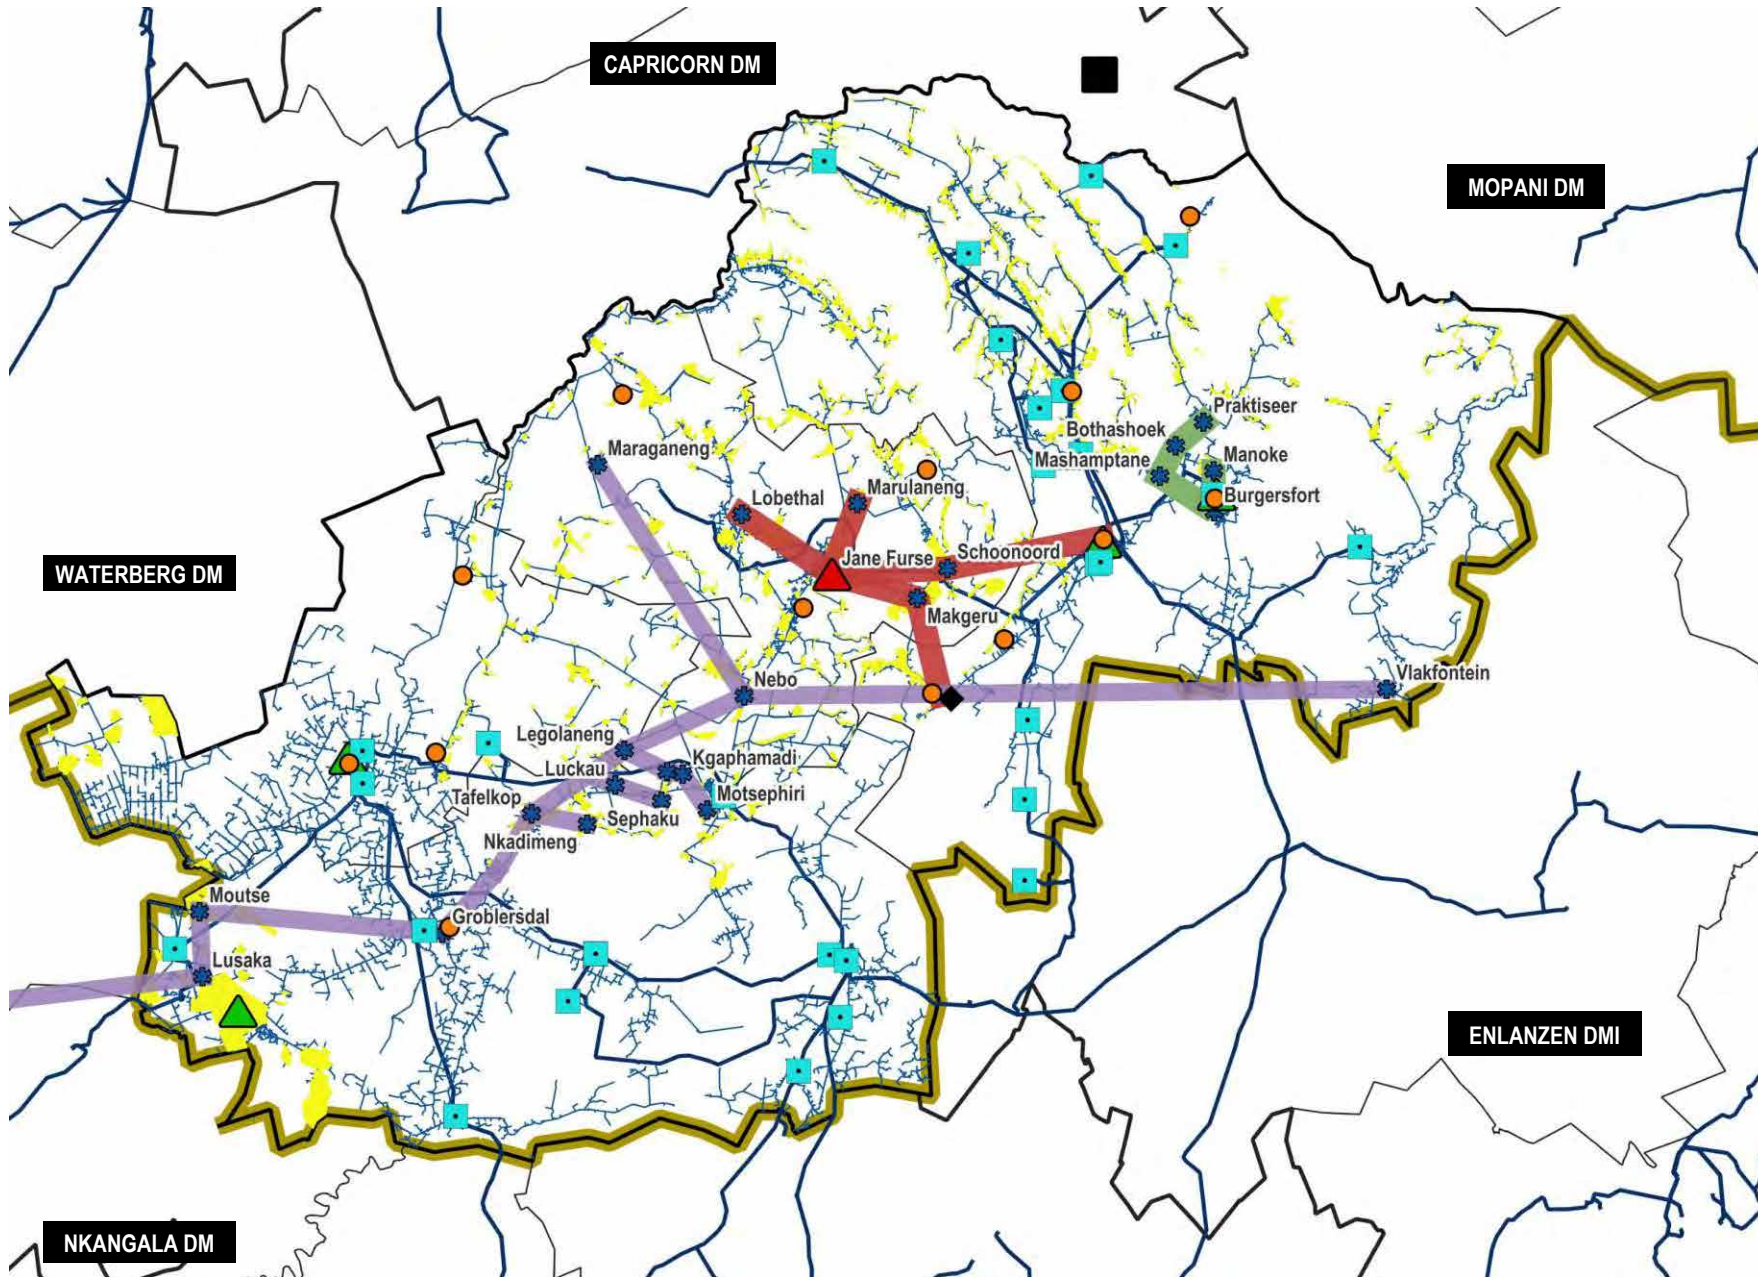 CAPRICORN DM
MOPANI DM
Praktiseer
Bothashoek
Maraganeng
Manoke
Mashamptane
Marulaneng
Lobethal
Burgersfort
Schoonoord
Jane Furse
WATERBERG DM
Makgeru
Vlakfontein
Nebo
Legolaneng
Kgaphamadi
Luckau
Motsephiri
Tafelkop
Sephaku
Nkadimeng
Moutse
Groblersdal
Lusaka
ENLANZEN DMI
NKANGALA DM